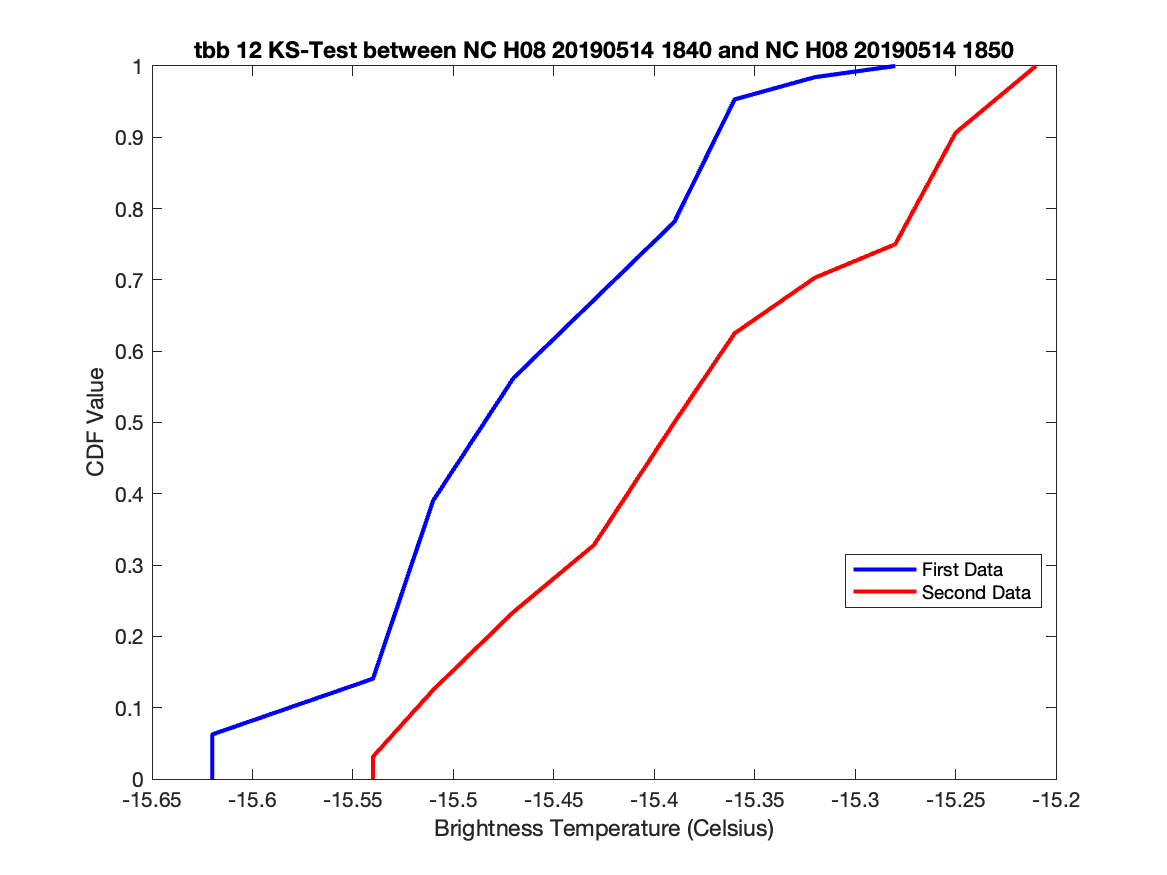 tbb 12 KS-Test between NC H08 20190514 1840 and NC H08 20190514 1850
1
0.9
0.8
0.7
0.6
0.5
0.4
0.3
0.2
0.1
0
CDF Value
First Data
Second Data
-15.65 -15.6 -15.55 -15.5 -15.45 -15.4 -15.35 -15.3 -15.25 -15.2
Brightness Temperature (Celsius)